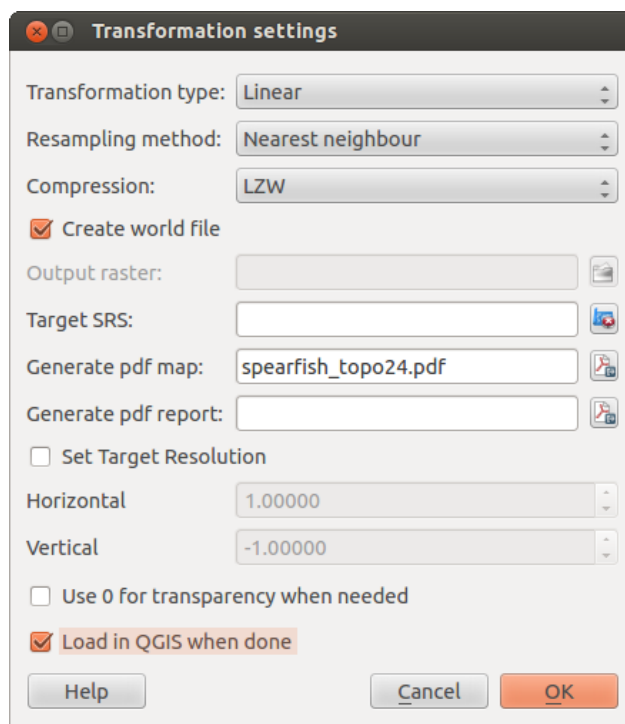 Transformation settings
Transformation type: Linear
Resampling method: Nearest neighbour
Compression: LZW
Create world file
Output raster:
Target SRS:
Generate pdf map: spearfish_topo24.pdf
Generate pdf report:
Set Target Resolution
Horizontal 1.00000
Vertical -1.00000
Use 0 for transparency when needed
Load in QGIS when done
Help Cancel OK